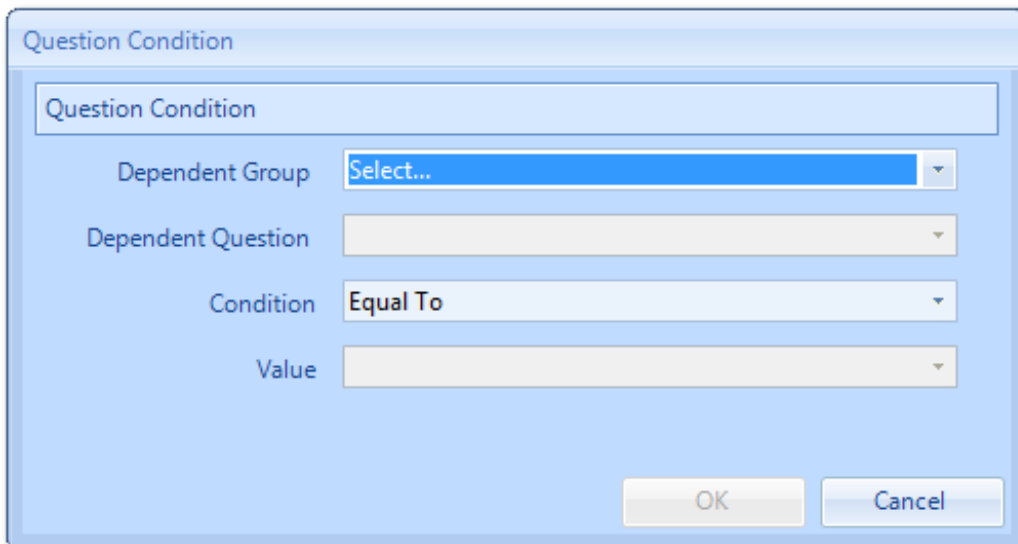 Question Condition
Question Condition
Dependent Group Select...
Dependent Question
Condition Equal To
Value
OK Cancel